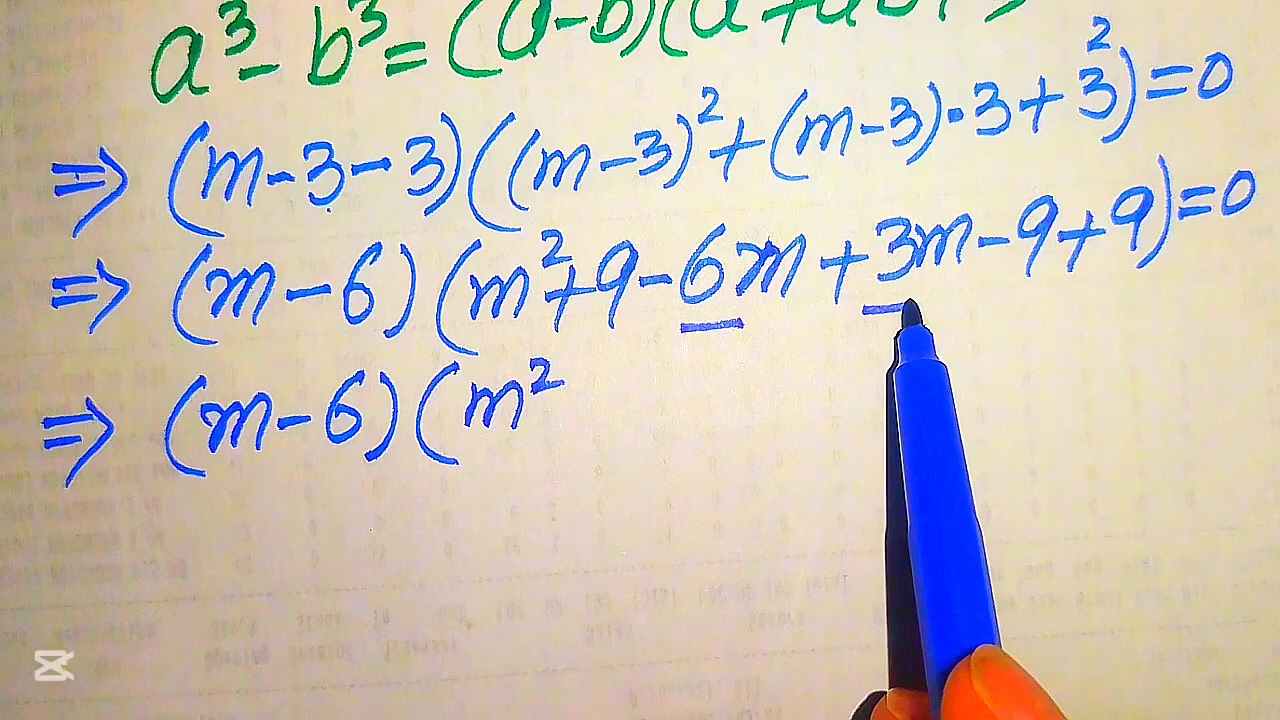 a³ - b³ = (a-b)(a
⇒ (m-3-3)((m-3)²+(m-3)·3+3²)=0
⇒ (m-6)(m²+9-6m+3m-9+9)=0
⇒ (m-6)(m²